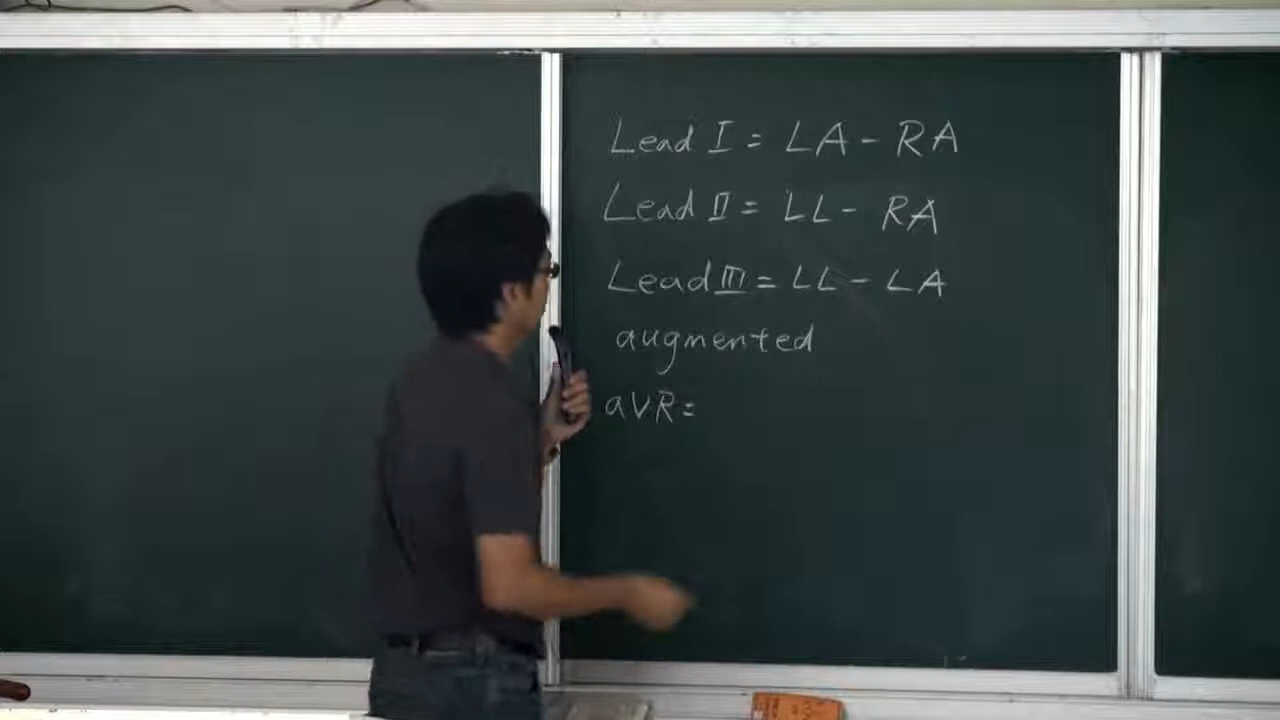 Lead I = LA - RA
Lead II = LL - RA
Lead III = LL - LA
augmented
aVR =